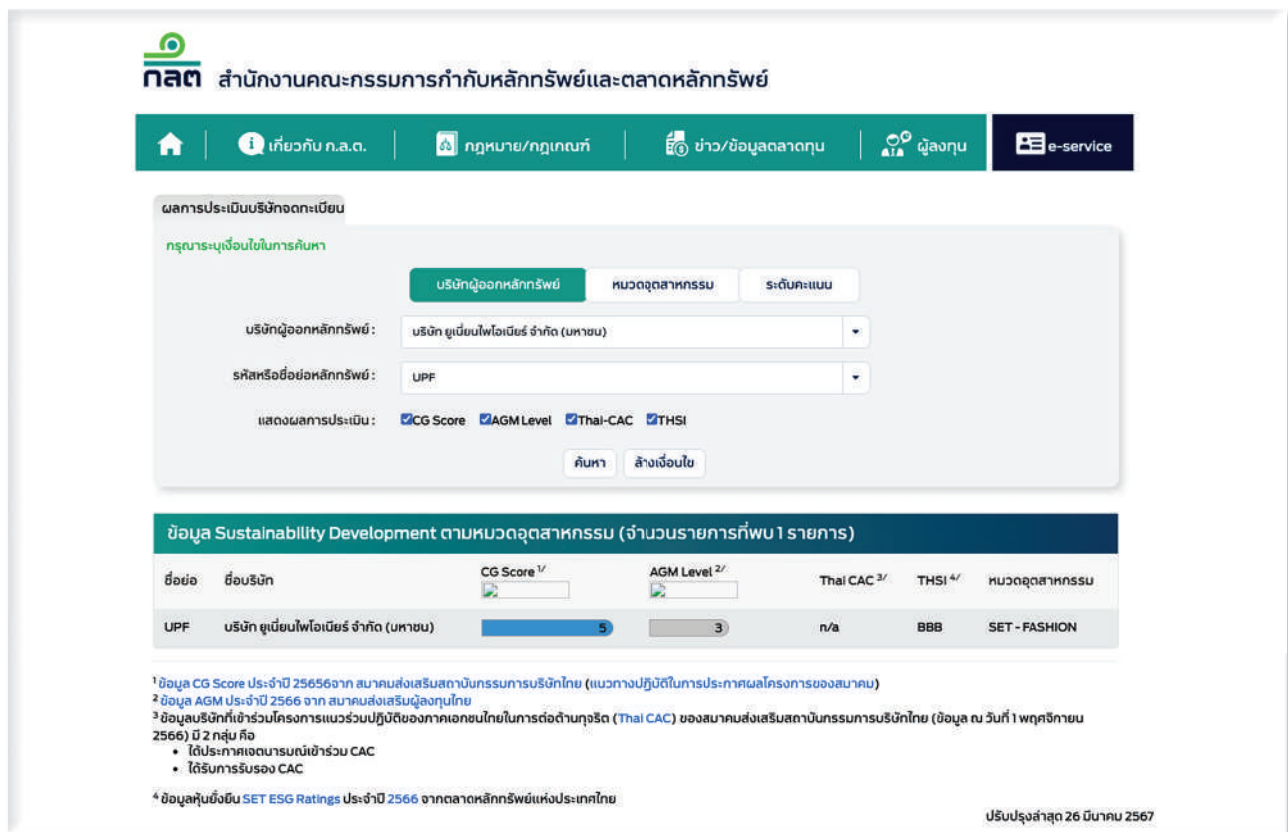 กลต สำนักงานคณะกรรมการกำกับหลักทรัพย์และตลาดหลักทรัพย์
เกี่ยวกับ ก.ล.ต. กฎหมาย/กฎเกณฑ์ ข่าว/ข้อมูลตลาดทุน ผู้ลงทุน e-service
ผลการประเมินบริษัทจดทะเบียน
กรุณาระบุเงื่อนไขในการค้นหา
บริษัทผู้ออกหลักทรัพย์ หมวดอุตสาหกรรม ระดับคะแนน
บริษัทผู้ออกหลักทรัพย์ : บริษัท ยูเนี่ยนไพโอเนียร์ จำกัด (มหาชน)
รหัสหรือชื่อย่อหลักทรัพย์ : UPF
แสดงผลการประเมิน : CG Score AGM Level Thai-CAC THSI
ค้นหา ล้างเงื่อนไข
ข้อมูล Sustainability Development ตามหมวดอุตสาหกรรม (จำนวนรายการที่พบ 1 รายการ)
ชื่อย่อ ชื่อบริษัท CG Score 1/ AGM Level 2/ Thai CAC 3/ THSI 4/ หมวดอุตสาหกรรม
UPF บริษัท ยูเนี่ยนไพโอเนียร์ จำกัด (มหาชน) 5 3 n/a BBB SET - FASHION
1 ข้อมูล CG Score ประจำปี 25656จาก สมาคมส่งเสริมสถาบันกรรมการบริษัทไทย (แนวทางปฏิบัติในการประกาศผลโครงการของสมาคม)
2 ข้อมูล AGM ประจำปี 2566 จาก สมาคมส่งเสริมผู้ลงทุนไทย
3 ข้อมูลบริษัทที่เข้าร่วมโครงการแนวร่วมปฏิบัติของภาคเอกชนไทยในการต่อต้านทุจริต (Thai CAC) ของสมาคมส่งเสริมสถาบันกรรมการบริษัทไทย (ข้อมูล ณ วันที่ 1 พฤศจิกายน
2566) มี 2 กลุ่ม คือ
• ได้ประกาศเจตนารมณ์เข้าร่วม CAC
• ได้รับการรับรอง CAC
4 ข้อมูลหุ้นยั่งยืน SET ESG Ratings ประจำปี 2566 จากตลาดหลักทรัพย์แห่งประเทศไทย
ปรับปรุงล่าสุด 26 มีนาคม 2567